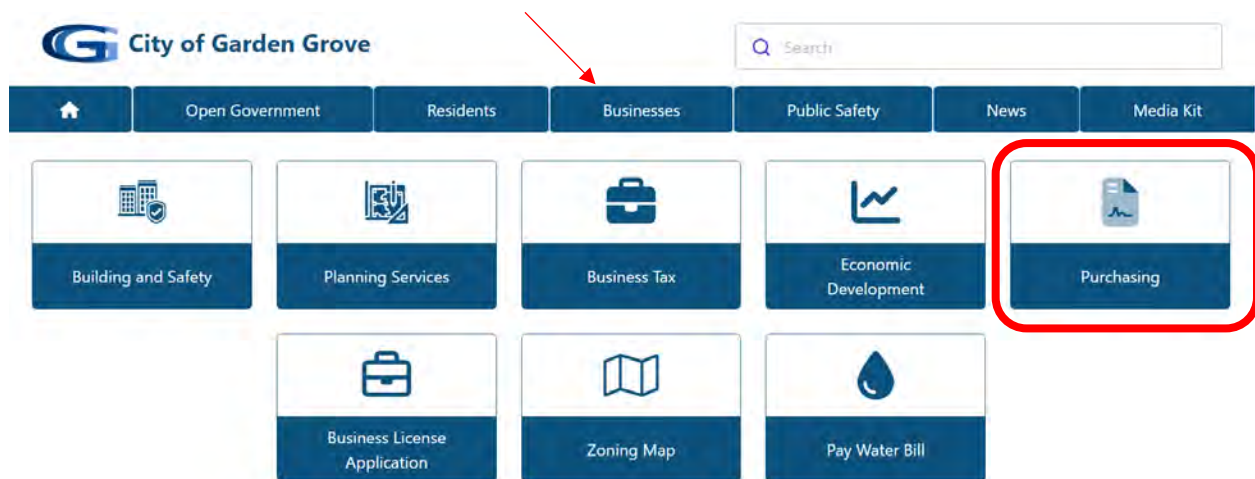 City of Garden Grove
Search
Open Government Residents Businesses Public Safety News Media Kit
Building and Safety
Planning Services
Business Tax
Economic
Development
Purchasing
Business License
Application
Zoning Map
Pay Water Bill